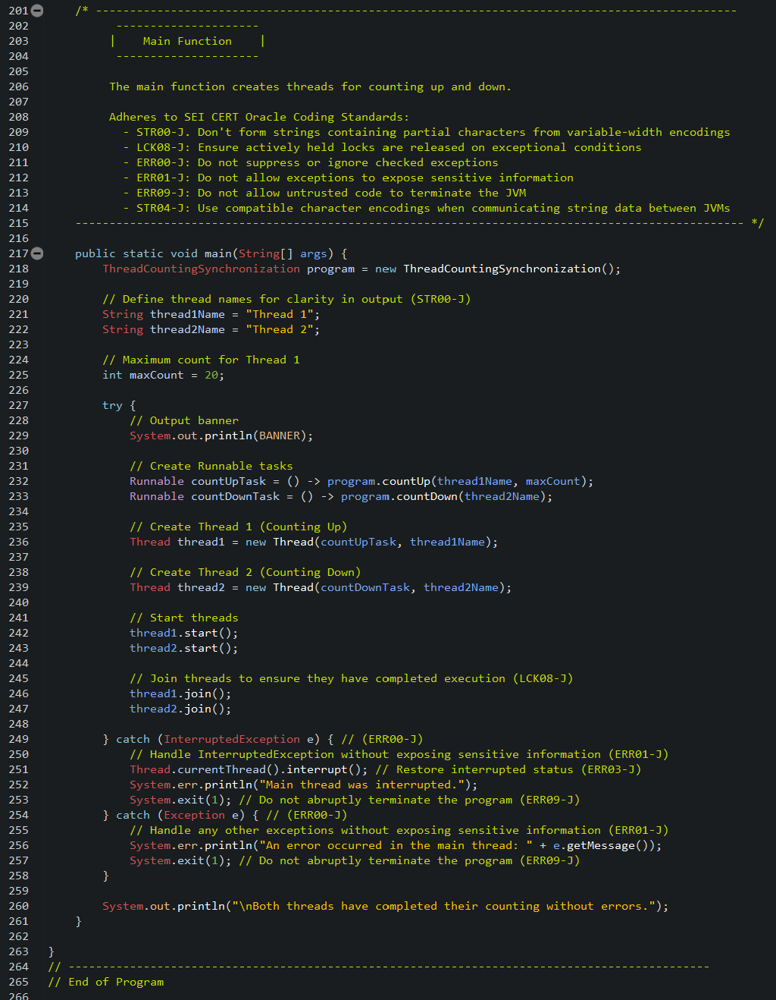 201 /* ----------------------------------------------------------------------------------------------
202 ---------------------
203 |    Main Function    |
204 ---------------------
205
206 The main function creates threads for counting up and down.
207
208 Adheres to SEI CERT Oracle Coding Standards:
209 - STR00-J. Don't form strings containing partial characters from variable-width encodings
210 - LCK08-J: Ensure actively held locks are released on exceptional conditions
211 - ERR00-J: Do not suppress or ignore checked exceptions
212 - ERR01-J: Do not allow exceptions to expose sensitive information
213 - ERR09-J: Do not allow untrusted code to terminate the JVM
214 - STR04-J: Use compatible character encodings when communicating string data between JVMs
215 -------------------------------------------------------------------------------------------------- */
216
217 public static void main(String[] args) {
218 ThreadCountingSynchronization program = new ThreadCountingSynchronization();
219
220 // Define thread names for clarity in output (STR00-J)
221 String thread1Name = "Thread 1";
222 String thread2Name = "Thread 2";
223
224 // Maximum count for Thread 1
225 int maxCount = 20;
226
227 try {
228 // Output banner
229 System.out.println(BANNER);
230
231 // Create Runnable tasks
232 Runnable countUpTask = () -> program.countUp(thread1Name, maxCount);
233 Runnable countDownTask = () -> program.countDown(thread2Name);
234
235 // Create Thread 1 (Counting Up)
236 Thread thread1 = new Thread(countUpTask, thread1Name);
237
238 // Create Thread 2 (Counting Down)
239 Thread thread2 = new Thread(countDownTask, thread2Name);
240
241 // Start threads
242 thread1.start();
243 thread2.start();
244
245 // Join threads to ensure they have completed execution (LCK08-J)
246 thread1.join();
247 thread2.join();
248
249 } catch (InterruptedException e) { // (ERR00-J)
250 // Handle InterruptedException without exposing sensitive information (ERR01-J)
251 Thread.currentThread().interrupt(); // Restore interrupted status (ERR03-J)
252 System.err.println("Main thread was interrupted.");
253 System.exit(1); // Do not abruptly terminate the program (ERR09-J)
254 } catch (Exception e) { // (ERR00-J)
255 // Handle any other exceptions without exposing sensitive information (ERR01-J)
256 System.err.println("An error occurred in the main thread: " + e.getMessage());
257 System.exit(1); // Do not abruptly terminate the program (ERR09-J)
258 }
259
260 System.out.println("\nBoth threads have completed their counting without errors.");
261 }
262
263 }
264 // ----------------------------------------------------------------------------------------------
265 // End of Program
266